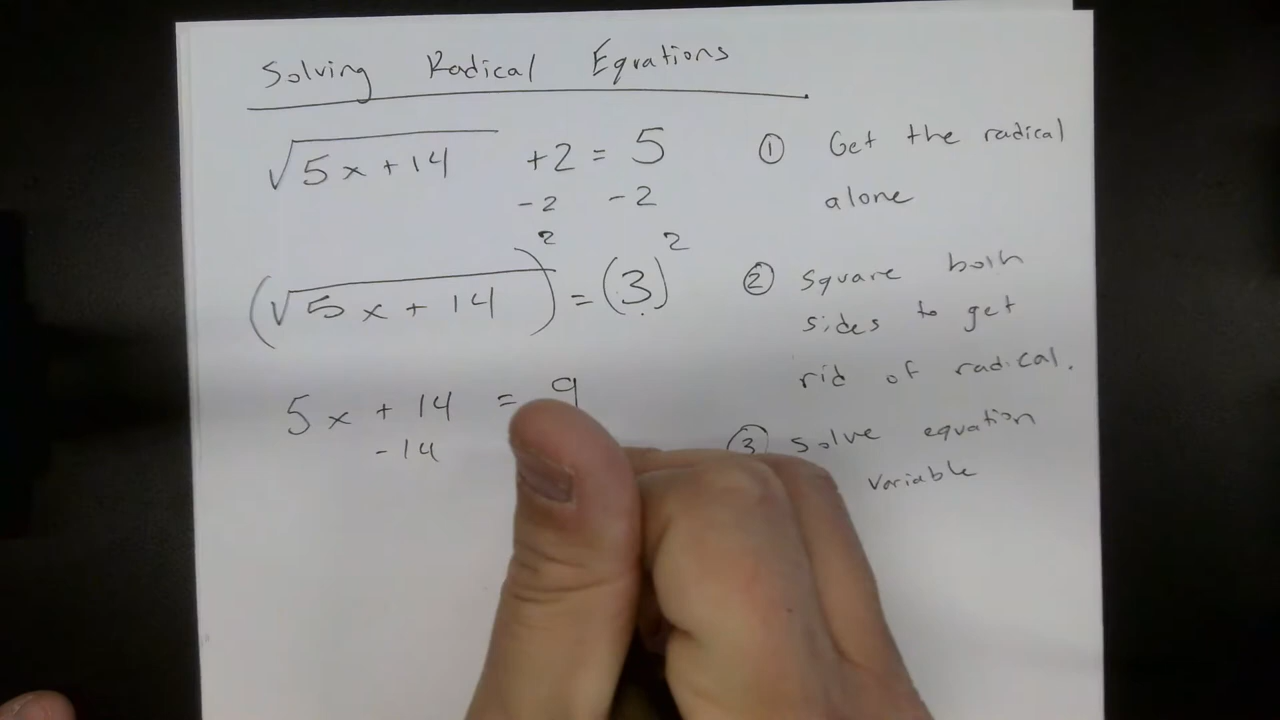 Solving Radical Equations
√5x+14 +2 = 5
-2 -2
(√5x + 14)² = (3)²
5x + 14 = 9
-14
① Get the radical
alone
② Square both
sides to get
rid of radical.
③ Solve equation
variable